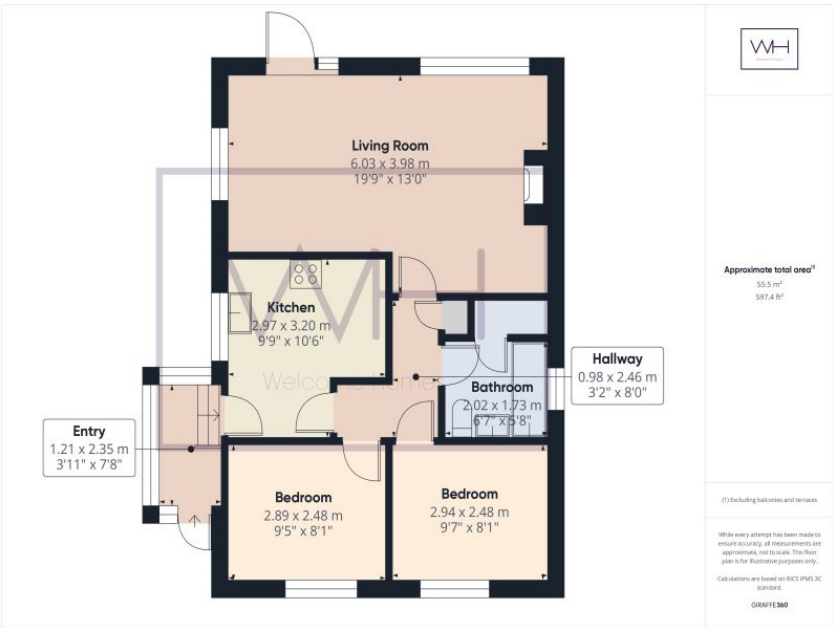 Living Room
6.03 x 3.98 m
19'9" x 13'0"
Kitchen
2.97 x 3.20 m
9'9" x 10'6"
Welcome Homes
Hallway
0.98 x 2.46 m
3'2" x 8'0"
Bathroom
2.02 x 1.73 m
6'7" x 5'8"
Entry
1.21 x 2.35 m
3'11" x 7'8"
Bedroom
2.89 x 2.48 m
9'5" x 8'1"
Bedroom
2.94 x 2.48 m
9'7" x 8'1"
WH
Approximate total area⁽¹⁾
55.5 m²
597.4 ft²
(1) Excluding balconies and terraces
While every attempt has been made to
ensure accuracy, all measurements are
approximate, not to scale. This floor
plan is for illustrative purposes only.
Calculations are based on RICS IPMS 3C
standard.
GIRAFFE360